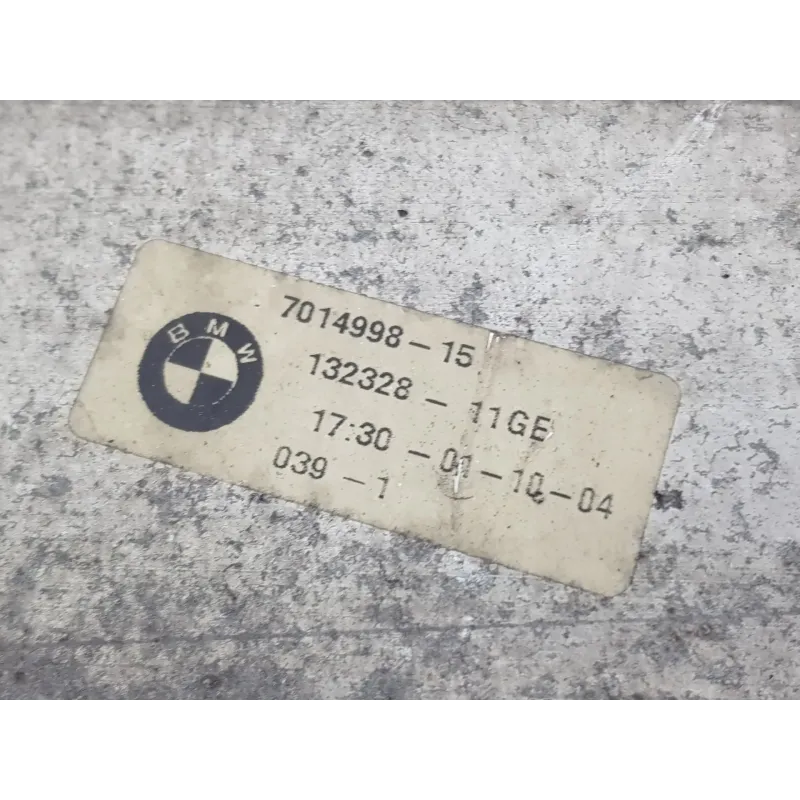 BMW
7014998-15
132328 - 11GE
17:30 - 01-10-04
039 - 1